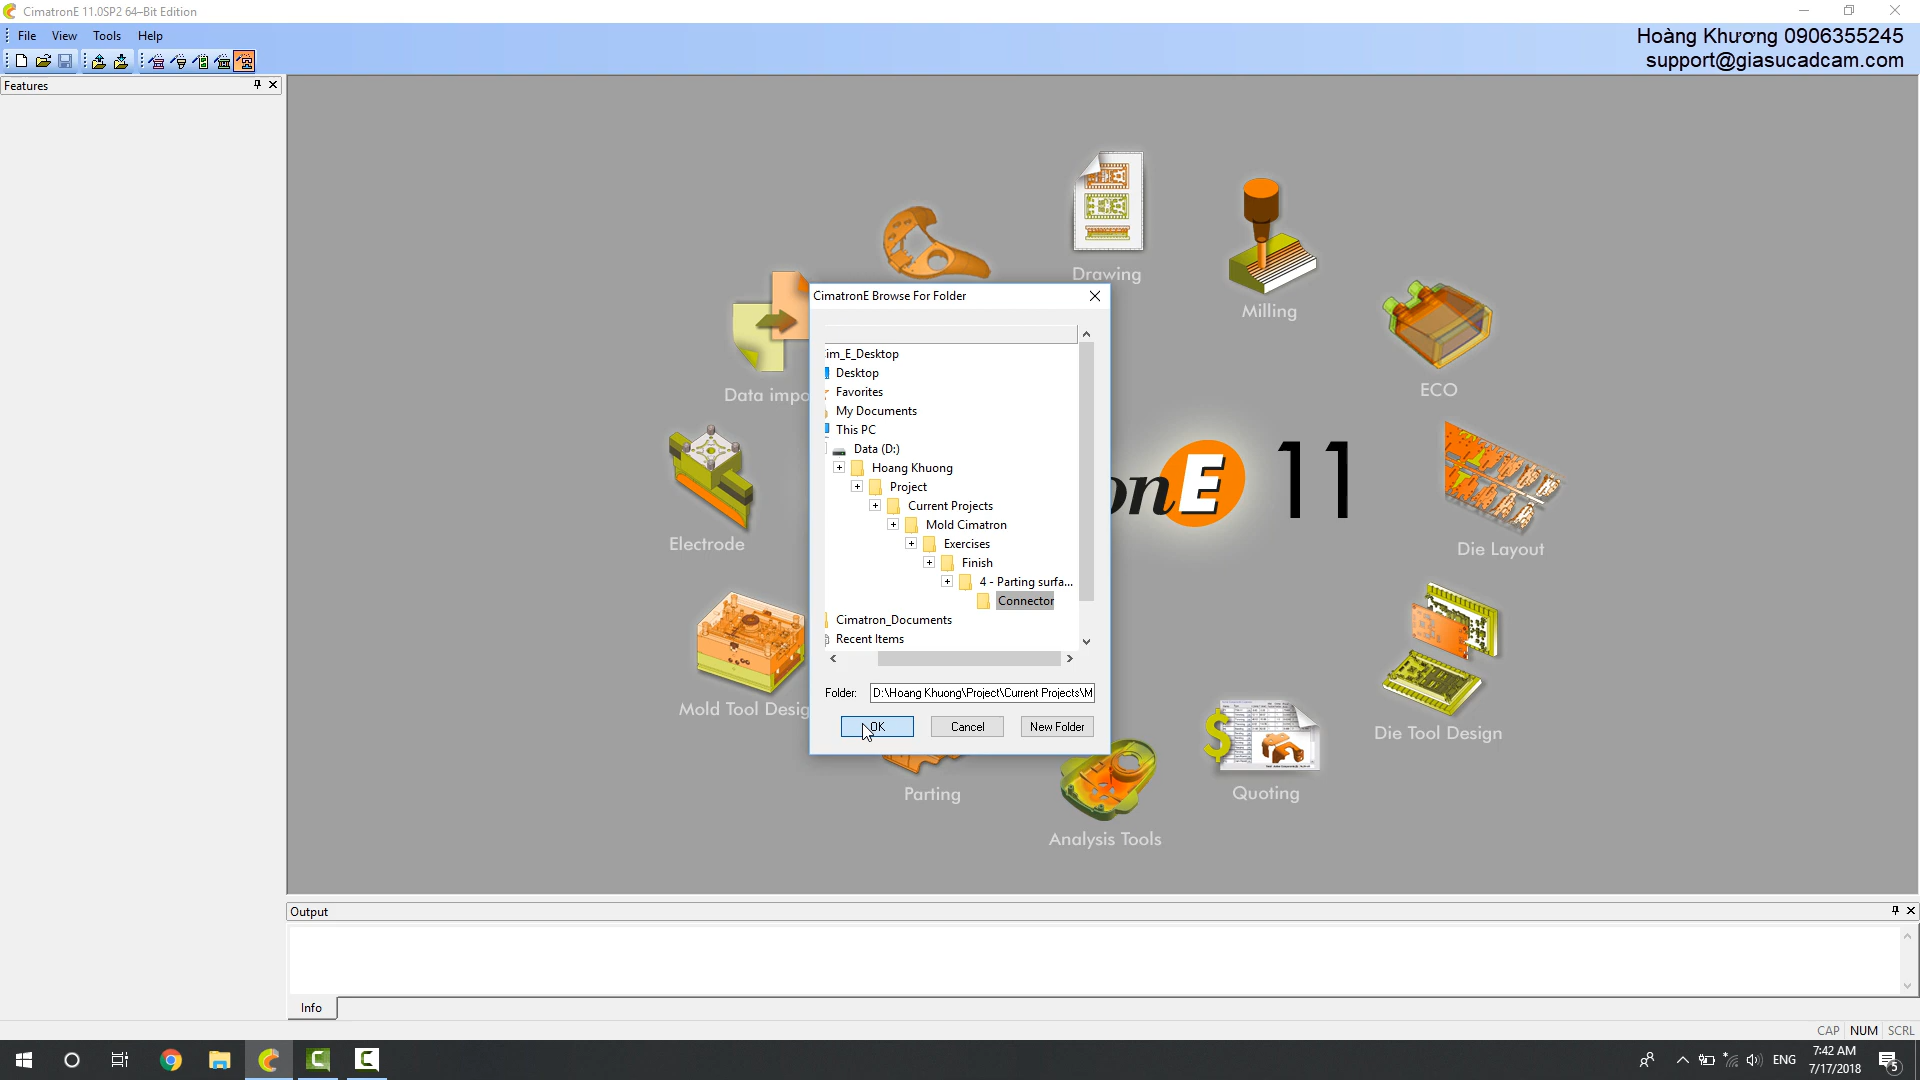 CimatronE 11.0SP2 64-Bit Edition
File View Tools Help
Hoàng Khương 0906355245
support@giasucadcam.com
Features
Drawing
Milling
ECO
Data impo
Electrode
Die Layout
Mold Tool Desig
Die Tool Design
Parting
Quoting
Analysis Tools
onE 11
CimatronE Browse For Folder
im_E_Desktop
Desktop
Favorites
My Documents
This PC
Data (D:)
Hoang Khuong
Project
Current Projects
Mold Cimatron
Exercises
Finish
4 - Parting surfa...
Connector
Cimatron_Documents
Recent Items
Folder: D:\Hoang Khuong\Project\Current Projects\M
OK Cancel New Folder
Output
Info
CAP NUM SCRL
ENG 7:42 AM
7/17/2018
5